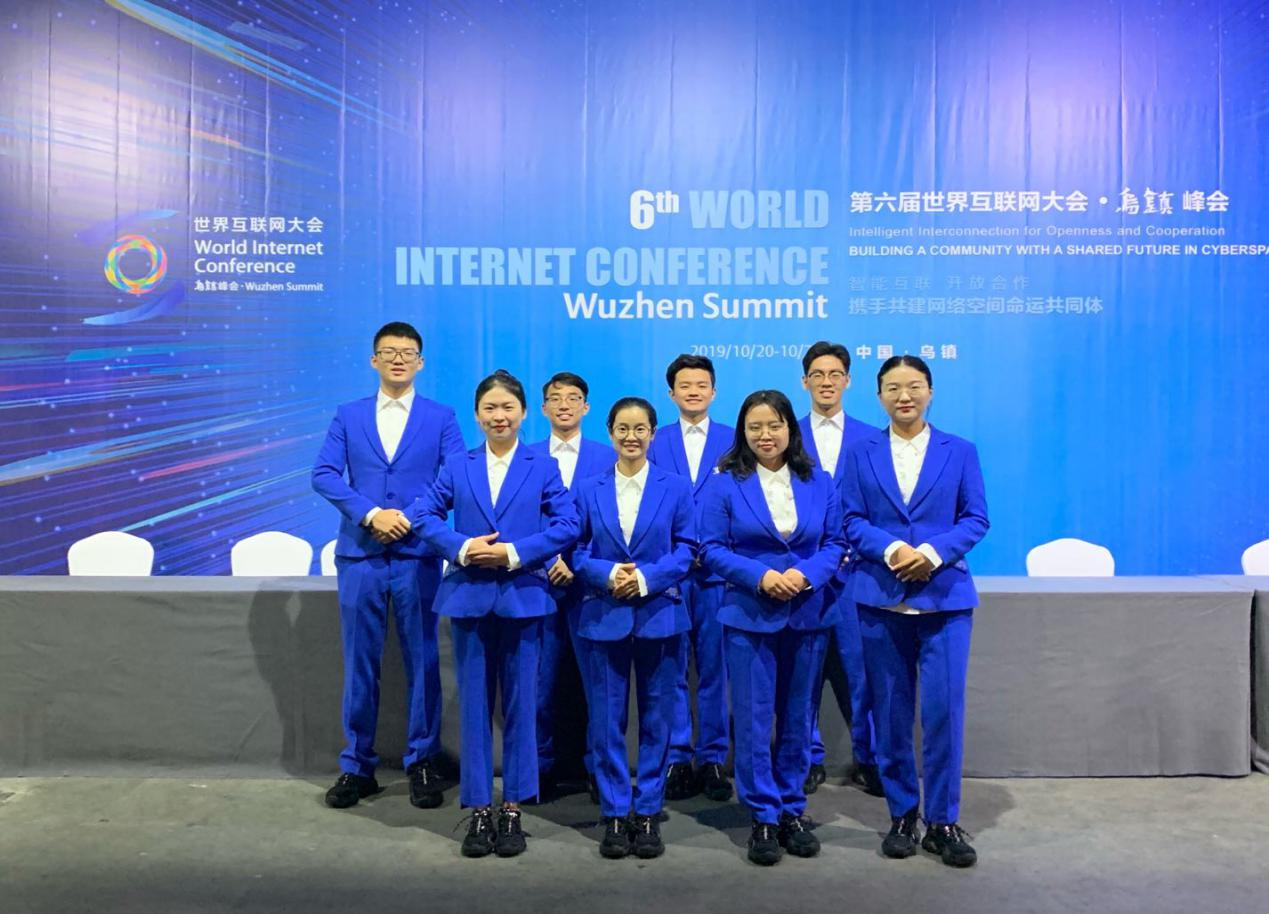 世界互联网大会
World Internet
Conference
乌镇峰会·Wuzhen Summit
6th WORLD
INTERNET CONFERENCE
Wuzhen Summit
2019/10/20-10/
第六届世界互联网大会·乌镇峰会
Intelligent Interconnection for Openness and Cooperation
BUILDING A COMMUNITY WITH A SHARED FUTURE IN
智能互联 开放合作
携手共建网络空间命运共同体
中国·乌镇